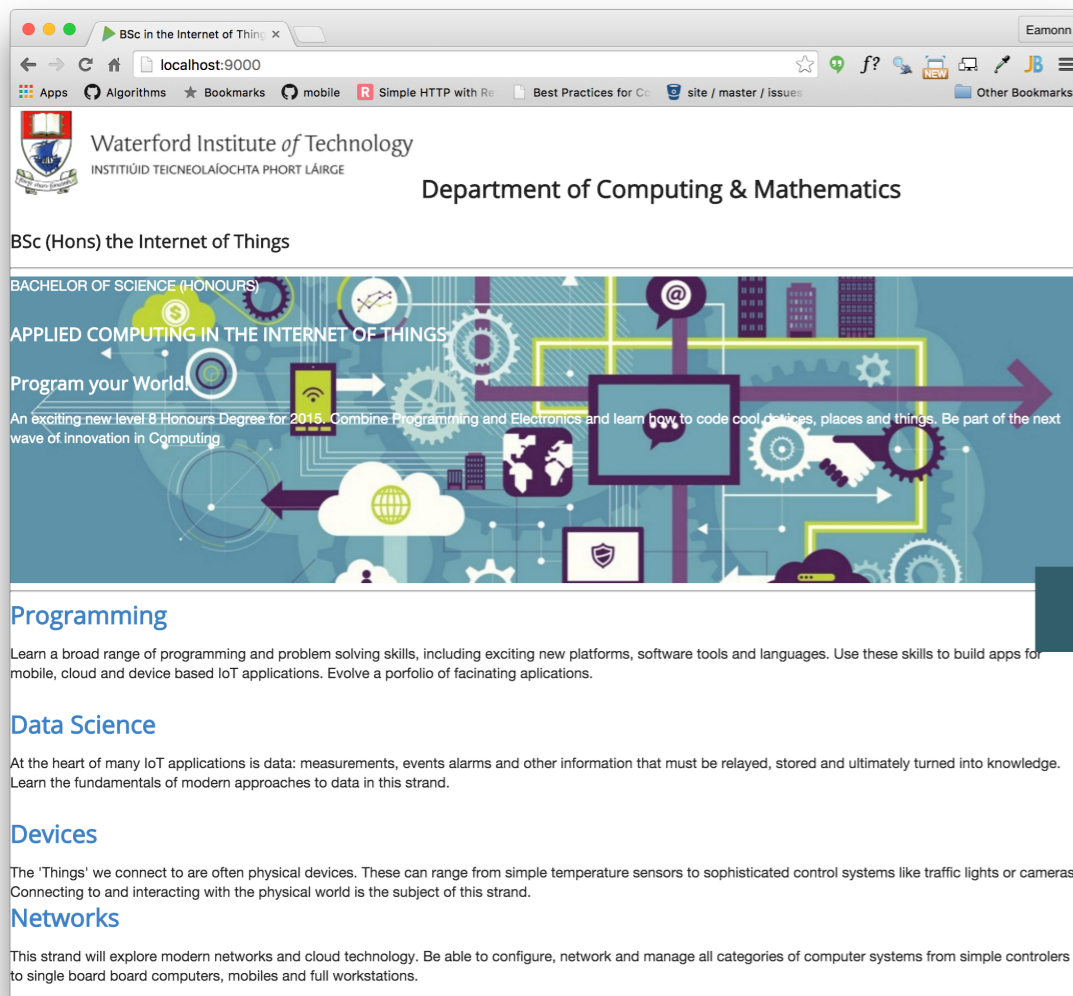 BSc in the Internet of Thing
Eamonn
localhost:9000
f?
NEW
JB
Apps
Algorithms
Bookmarks
mobile
Simple HTTP with Re
Best Practices for Co
site / master / issues
Other Bookmarks
Waterford Institute of Technology
INSTITIÚID TEICNEOLAÍOCHTA PHORT LÁIRGE
Department of Computing & Mathematics
BSc (Hons) the Internet of Things
BACHELOR OF SCIENCE (HONOURS)
APPLIED COMPUTING IN THE INTERNET OF THINGS
Program your World!
An exciting new level 8 Honours Degree for 2015. Combine Programming and Electronics and learn how to code cool devices, places and things. Be part of the next
wave of innovation in Computing
Programming
Learn a broad range of programming and problem solving skills, including exciting new platforms, software tools and languages. Use these skills to build apps for
mobile, cloud and device based IoT applications. Evolve a porfolio of facinating aplications.
Data Science
At the heart of many IoT applications is data: measurements, events alarms and other information that must be relayed, stored and ultimately turned into knowledge.
Learn the fundamentals of modern approaches to data in this strand.
Devices
The 'Things' we connect to are often physical devices. These can range from simple temperature sensors to sophisticated control systems like traffic lights or cameras
Connecting to and interacting with the physical world is the subject of this strand.
Networks
This strand will explore modern networks and cloud technology. Be able to configure, network and manage all categories of computer systems from simple controlers
to single board board computers, mobiles and full workstations.